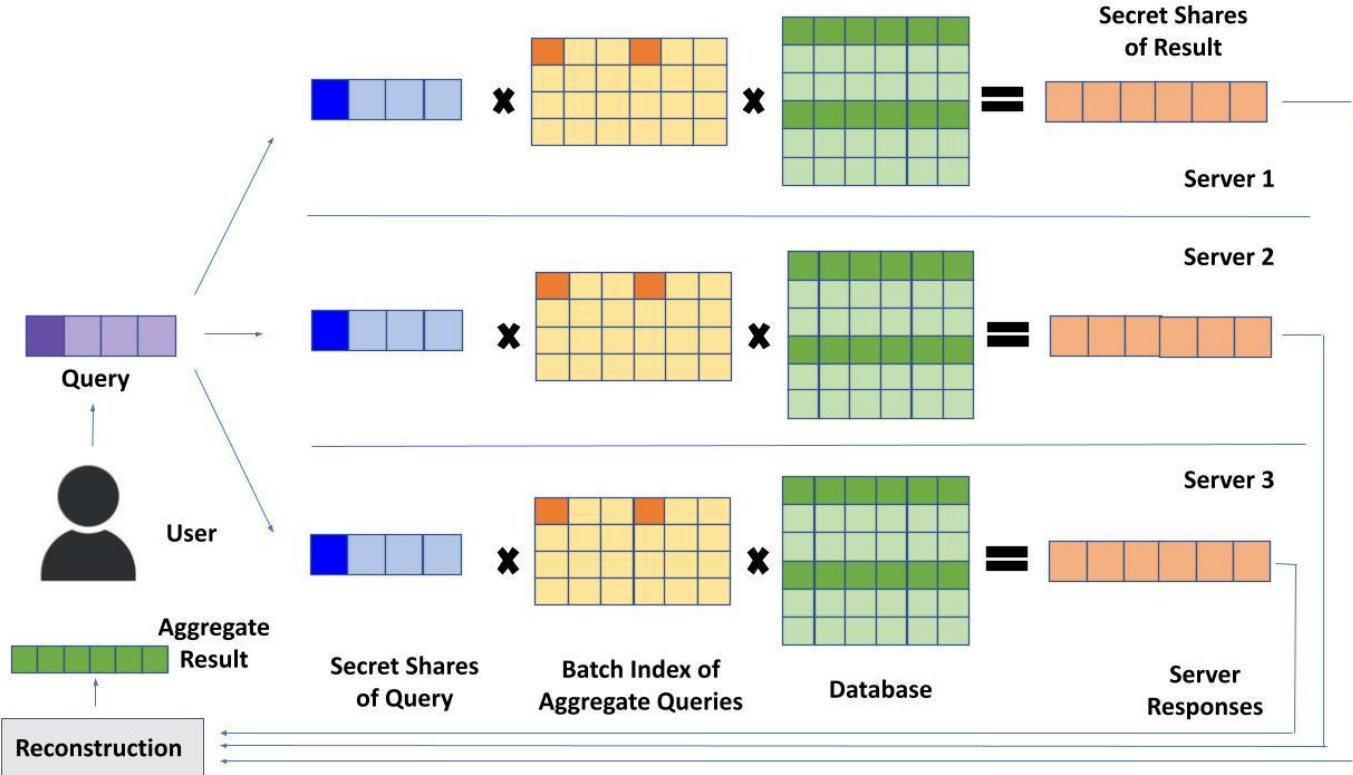 Secret Shares
of Result
Server 1
Server 2
Query
Server 3
User
Aggregate
Result
Secret Shares
of Query
Batch Index of
Aggregate Queries
Database
Server
Responses
Reconstruction